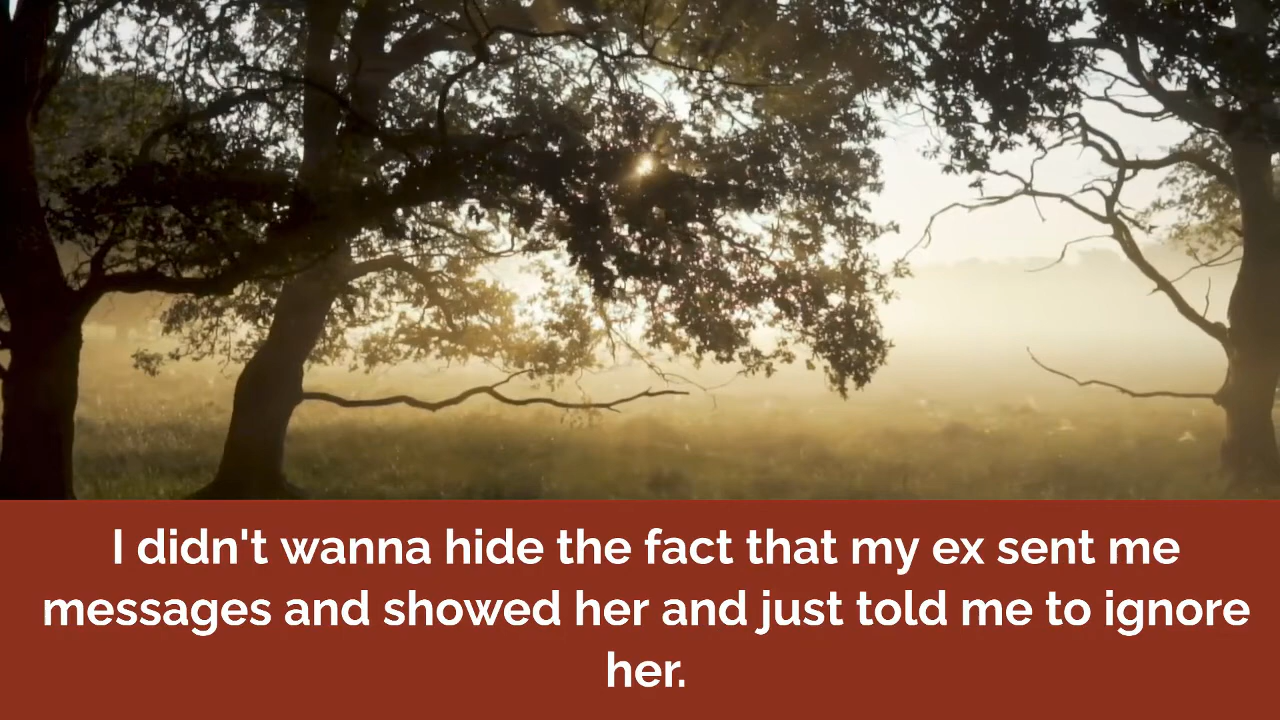 I didn't wanna hide the fact that my ex sent me
messages and showed her and just told me to ignore
her.